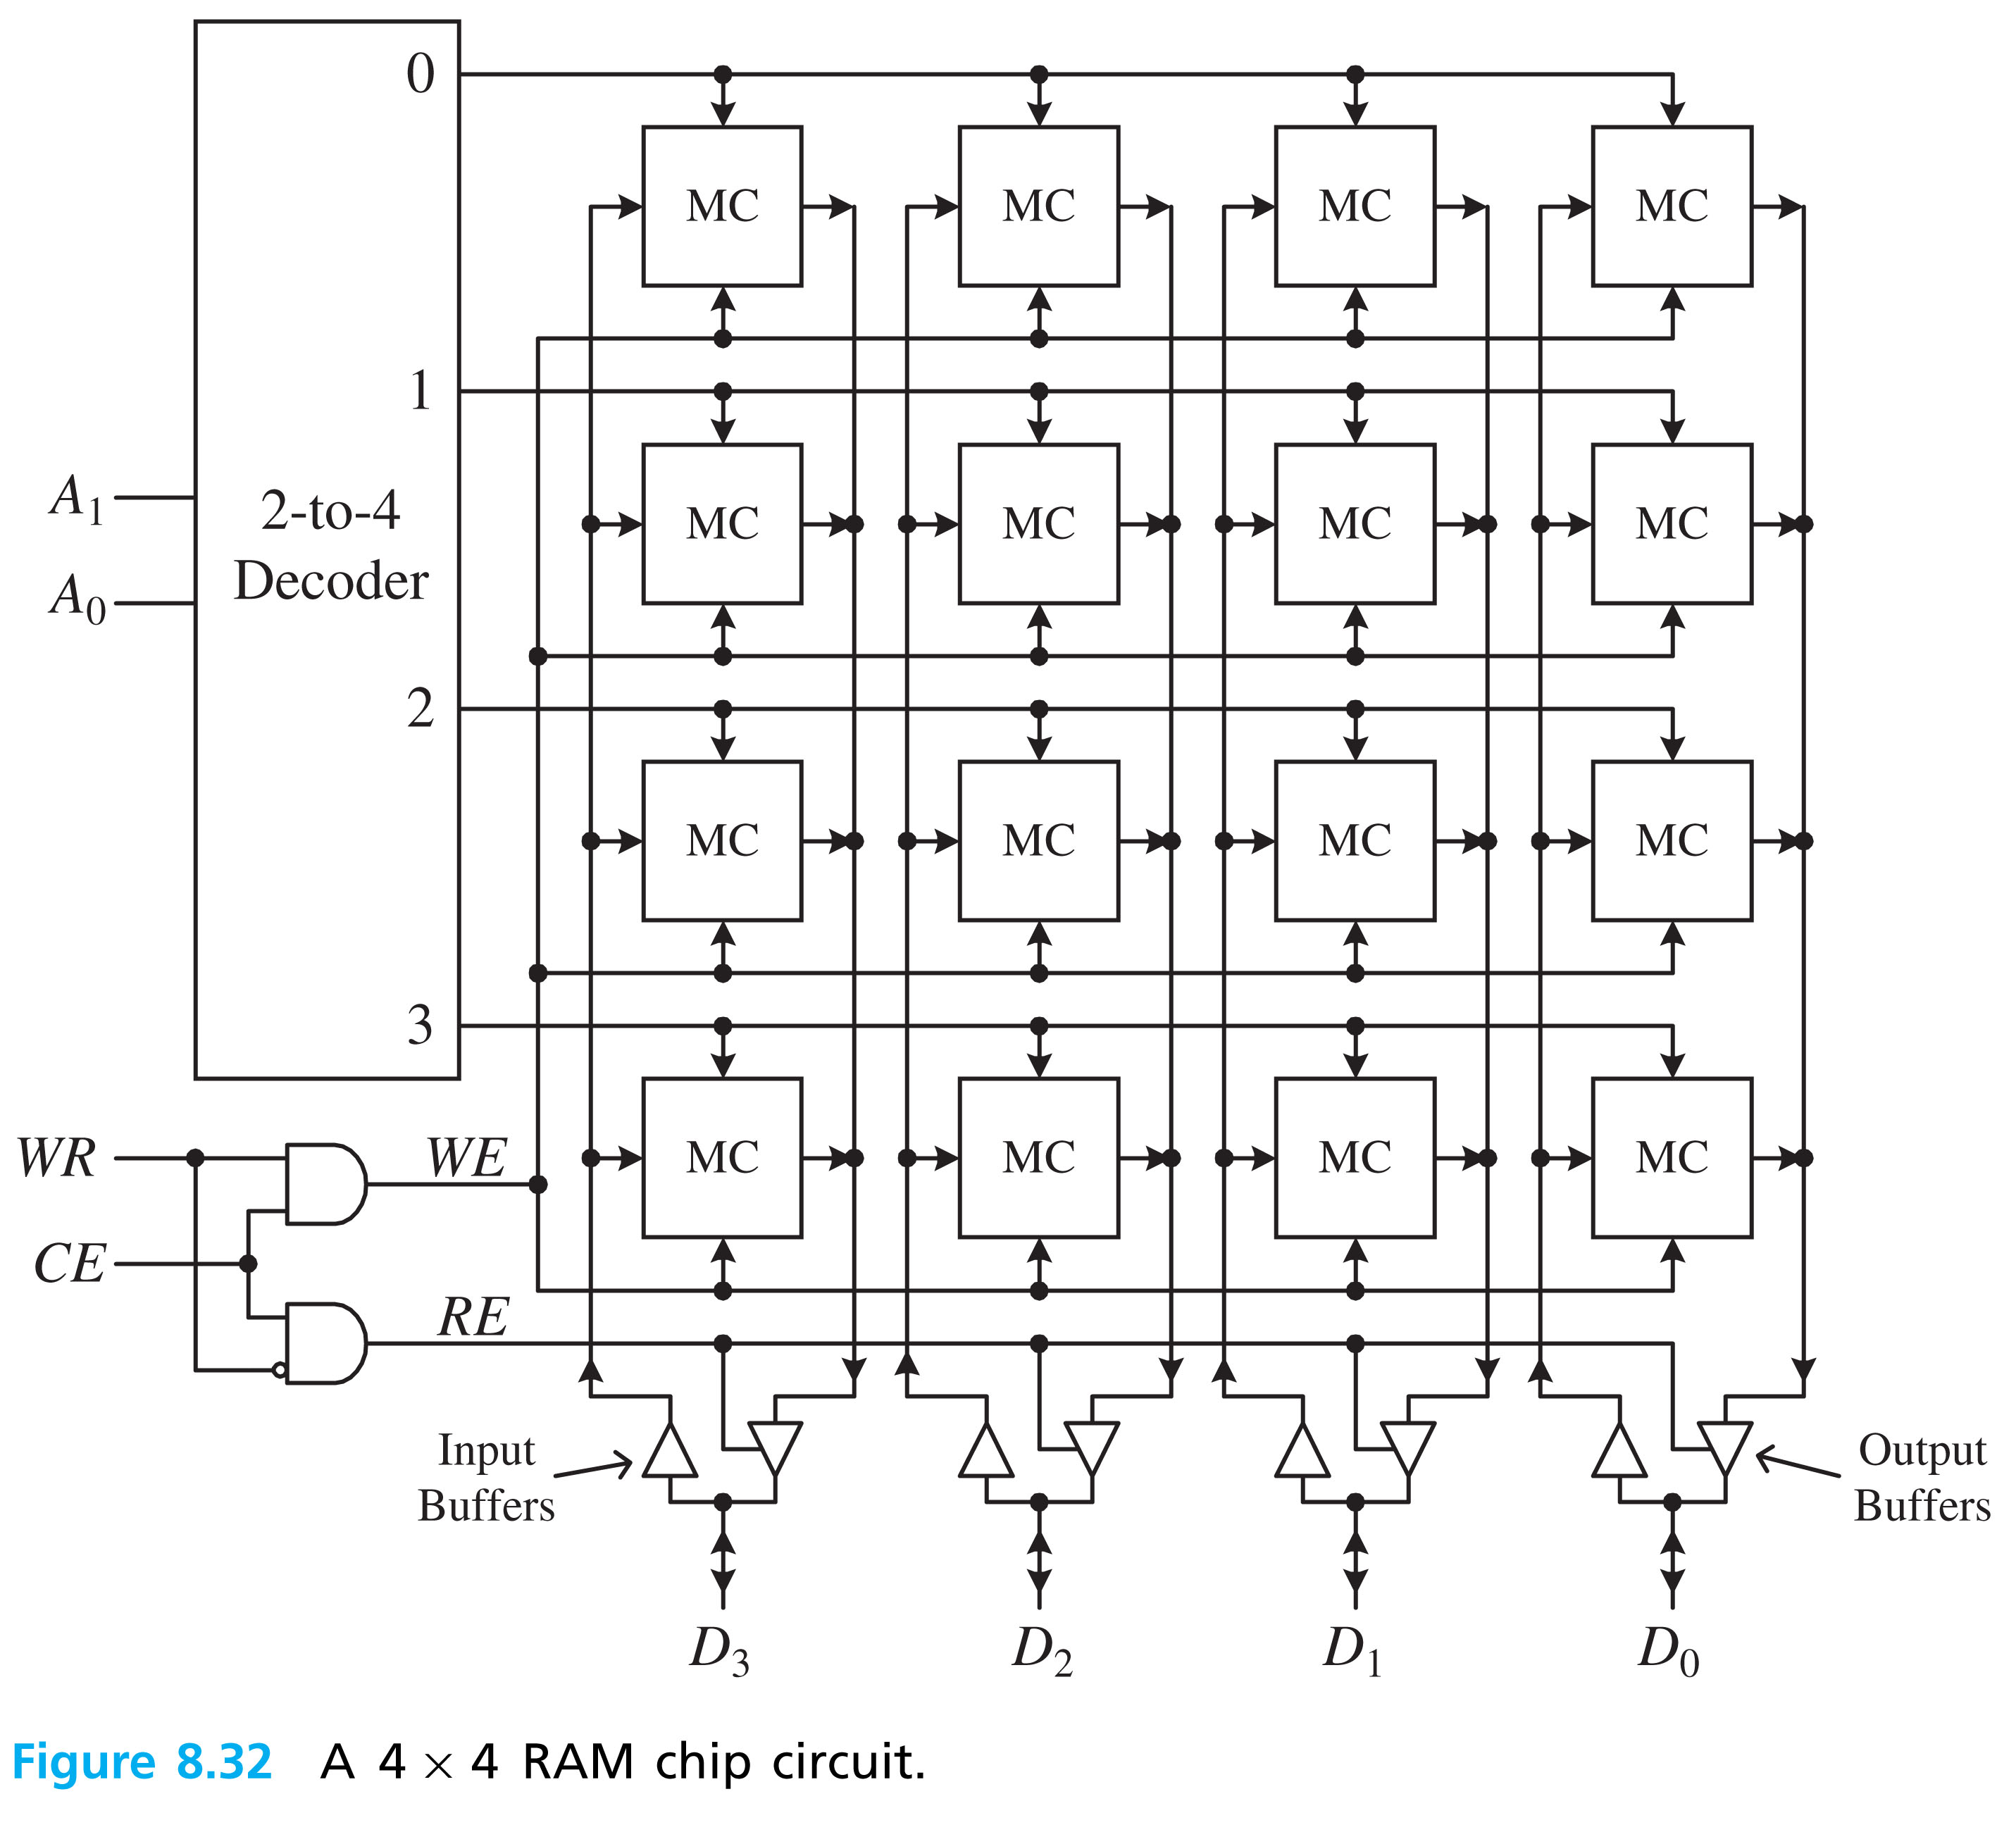 0
MC MC MC MC
1
A1
2-to-4
Decoder
MC MC MC MC
A0
2
MC MC MC MC
3
WR
WE
MC MC MC MC
CE
RE
Input
Buffers
Output
Buffers
D3 D2 D1 D0
Figure 8.32 A 4 × 4 RAM chip circuit.